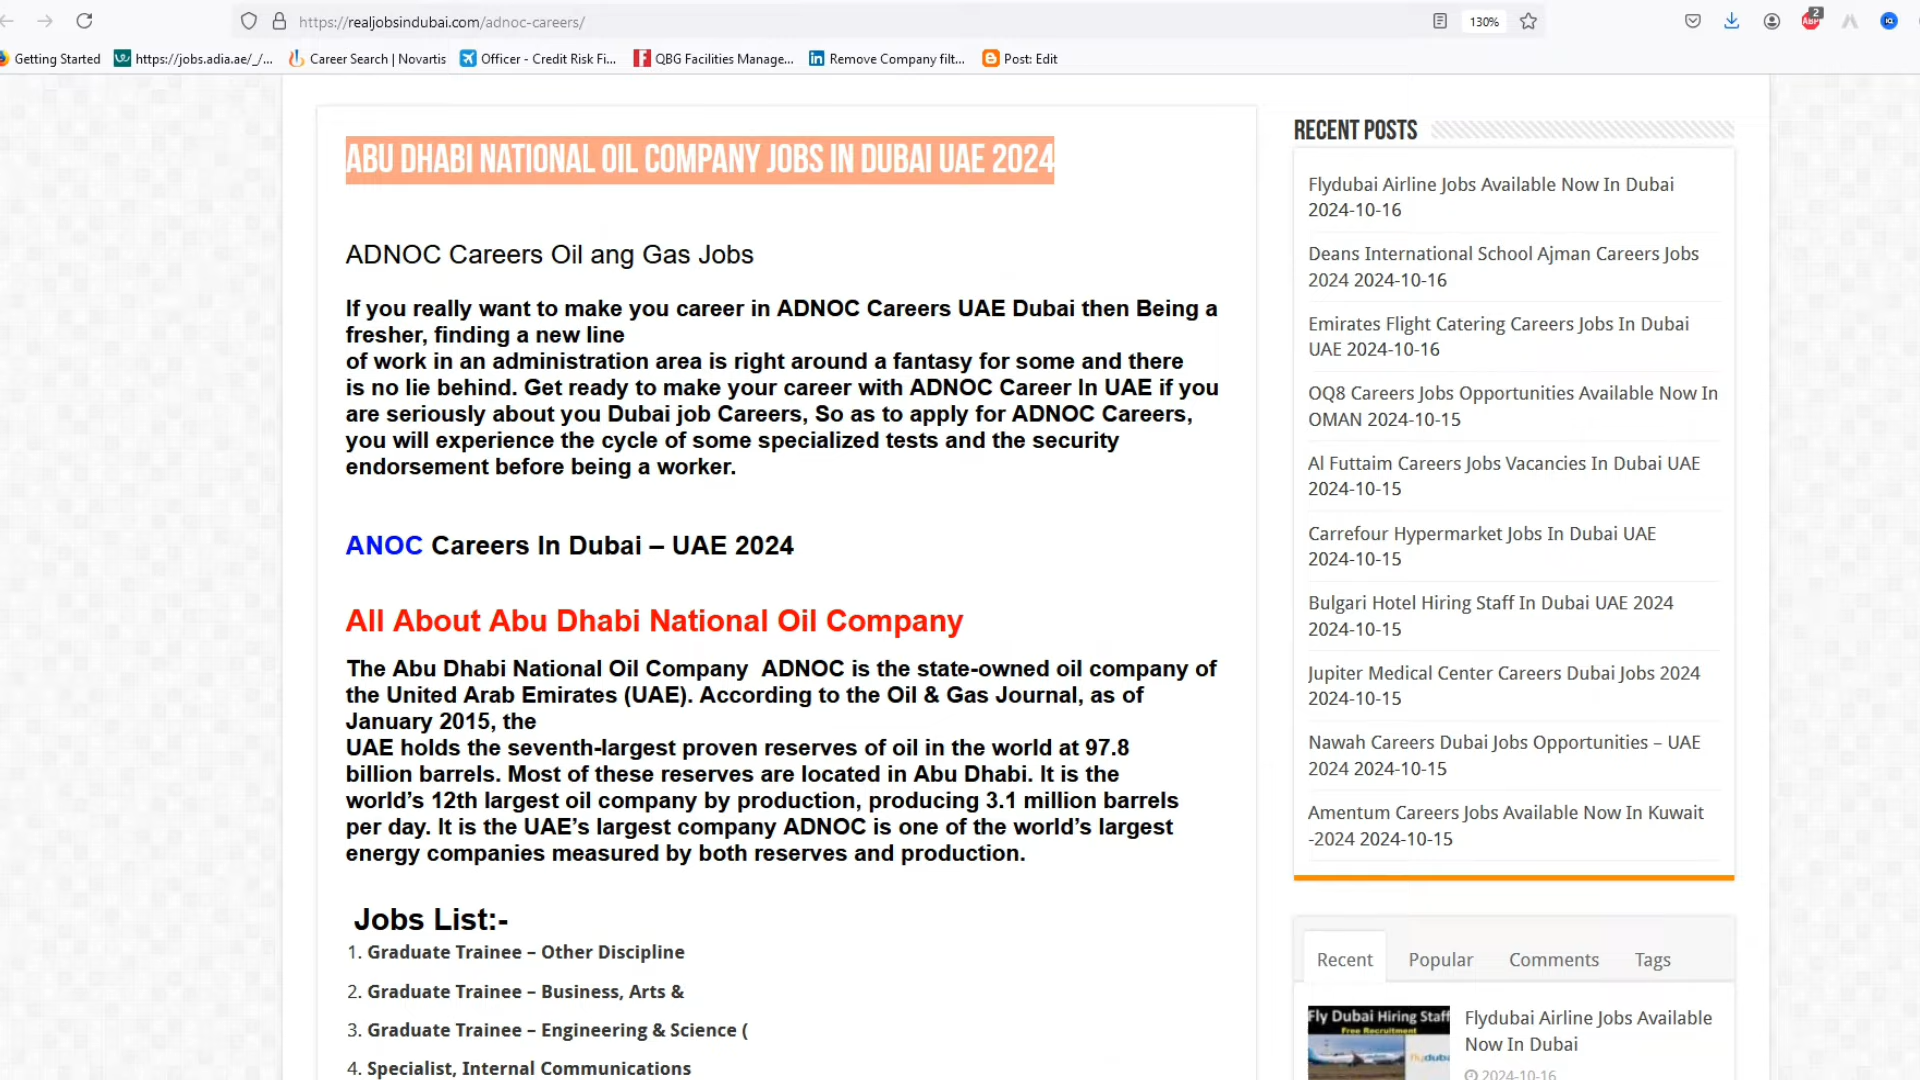 https://realjobsindubai.com/adnoc-careers/
130%
2
Getting Started
https://jobs.adia.ae/_/...
Career Search | Novartis
Officer - Credit Risk Fi...
QBG Facilities Manage...
Remove Company filt...
Post: Edit
ABU DHABI NATIONAL OIL COMPANY JOBS IN DUBAI UAE 2024
ADNOC Careers Oil ang Gas Jobs
If you really want to make you career in ADNOC Careers UAE Dubai then Being a
fresher, finding a new line
of work in an administration area is right around a fantasy for some and there
is no lie behind. Get ready to make your career with ADNOC Career In UAE if you
are seriously about you Dubai job Careers, So as to apply for ADNOC Careers,
you will experience the cycle of some specialized tests and the security
endorsement before being a worker.
ANOC Careers In Dubai – UAE 2024
All About Abu Dhabi National Oil Company
The Abu Dhabi National Oil Company ADNOC is the state-owned oil company of
the United Arab Emirates (UAE). According to the Oil & Gas Journal, as of
January 2015, the
UAE holds the seventh-largest proven reserves of oil in the world at 97.8
billion barrels. Most of these reserves are located in Abu Dhabi. It is the
world’s 12th largest oil company by production, producing 3.1 million barrels
per day. It is the UAE’s largest company ADNOC is one of the world’s largest
energy companies measured by both reserves and production.
Jobs List:-
1. Graduate Trainee – Other Discipline
2. Graduate Trainee – Business, Arts &
3. Graduate Trainee – Engineering & Science (
4. Specialist, Internal Communications
RECENT POSTS
Flydubai Airline Jobs Available Now In Dubai
2024-10-16
Deans International School Ajman Careers Jobs
2024 2024-10-16
Emirates Flight Catering Careers Jobs In Dubai
UAE 2024-10-16
OQ8 Careers Jobs Opportunities Available Now In
OMAN 2024-10-15
Al Futtaim Careers Jobs Vacancies In Dubai UAE
2024-10-15
Carrefour Hypermarket Jobs In Dubai UAE
2024-10-15
Bulgari Hotel Hiring Staff In Dubai UAE 2024
2024-10-15
Jupiter Medical Center Careers Dubai Jobs 2024
2024-10-15
Nawah Careers Dubai Jobs Opportunities – UAE
2024 2024-10-15
Amentum Careers Jobs Available Now In Kuwait
-2024 2024-10-15
Recent
Popular
Comments
Tags
Fly Dubai Hiring Staff
Free Recruitment
Flydubai Airline Jobs Available
Now In Dubai
2024-10-16